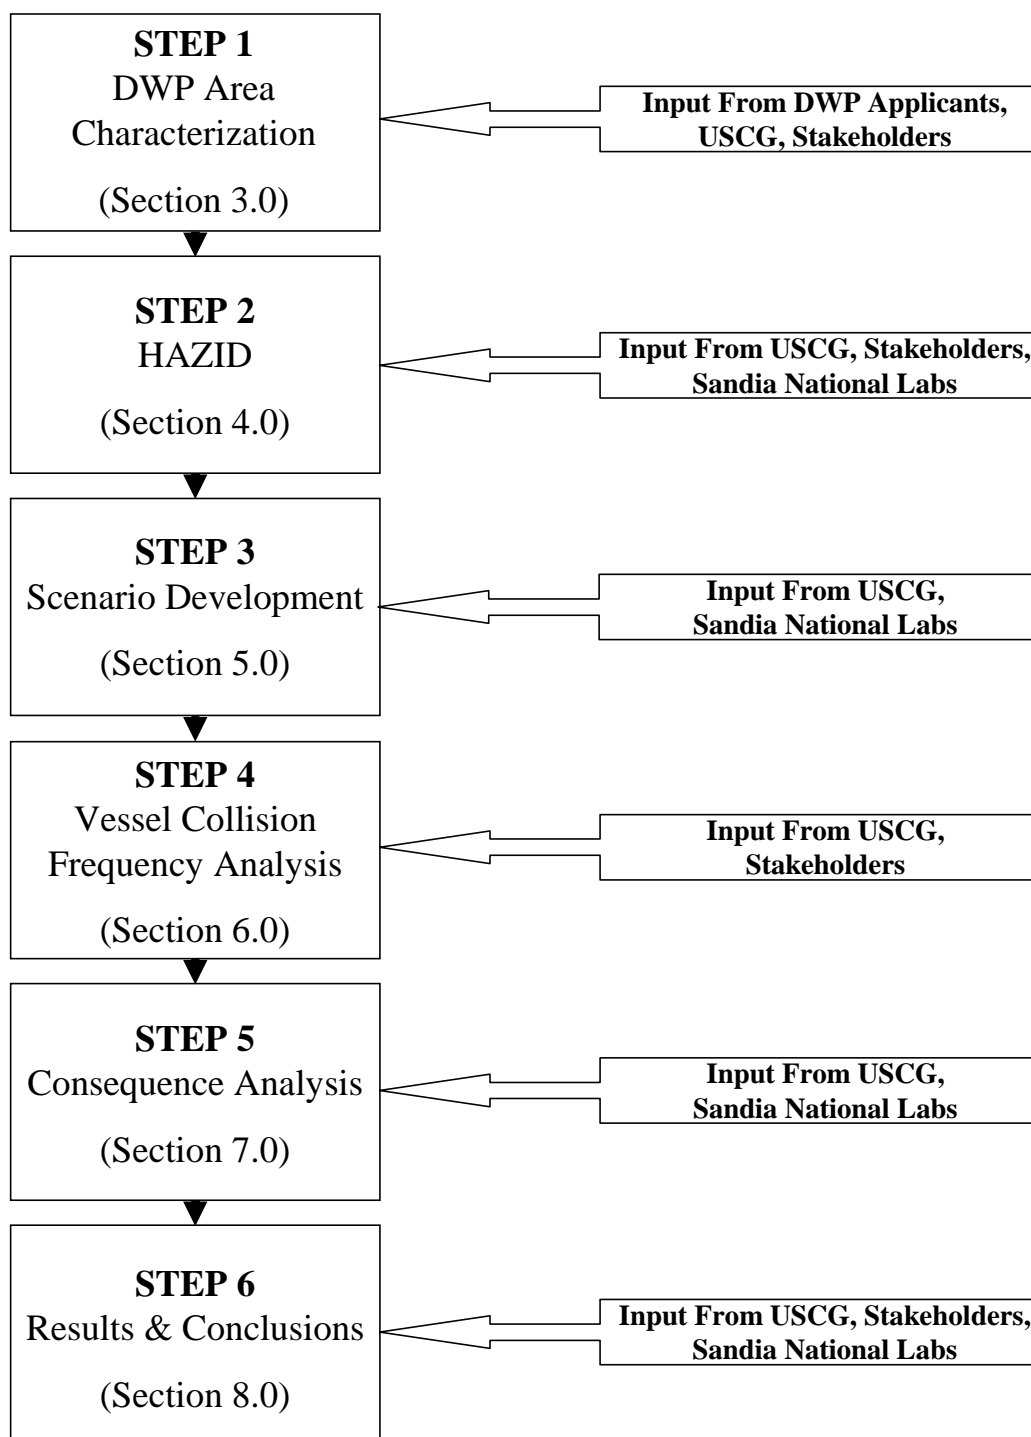 STEP 1
DWP Area
Characterization
(Section 3.0)
Input From DWP Applicants,
USCG, Stakeholders
STEP 2
HAZID
(Section 4.0)
Input From USCG, Stakeholders,
Sandia National Labs
STEP 3
Scenario Development
(Section 5.0)
Input From USCG,
Sandia National Labs
STEP 4
Vessel Collision
Frequency Analysis
(Section 6.0)
Input From USCG,
Stakeholders
STEP 5
Consequence Analysis
(Section 7.0)
Input From USCG,
Sandia National Labs
STEP 6
Results & Conclusions
(Section 8.0)
Input From USCG, Stakeholders,
Sandia National Labs